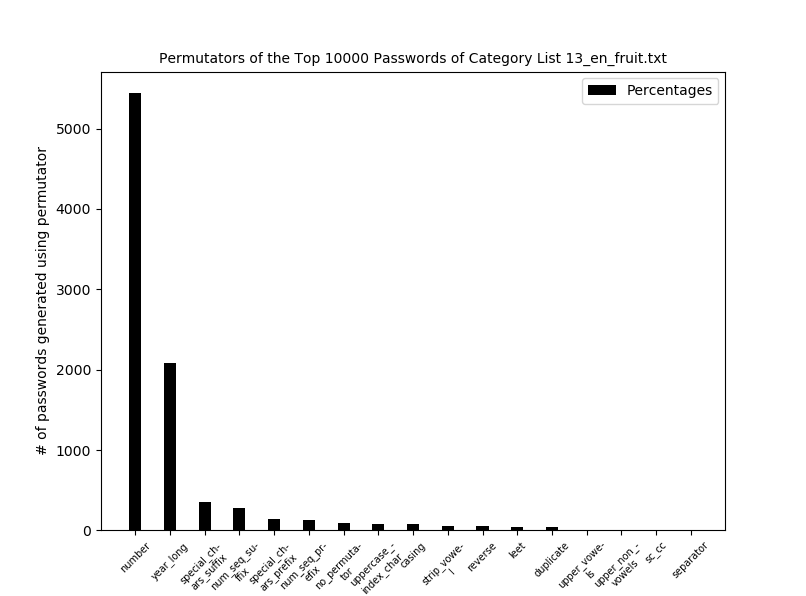 Permutators of the Top 10000 Passwords of Category List 13_en_fruit.txt
Percentages
# of passwords generated using permutator
5000
4000
3000
2000
1000
0
number
year_long
special_ch-
ars_suffix
num_seq_su-
ffix
special_ch-
ars_prefix
num_seq_pr-
efix
no_permuta-
tor
uppercase_-
index_char
casing
strip_vowe-
l
reverse
leet
duplicate
upper_vowe-
ls
upper_non_-
vowels
sc_cc
separator